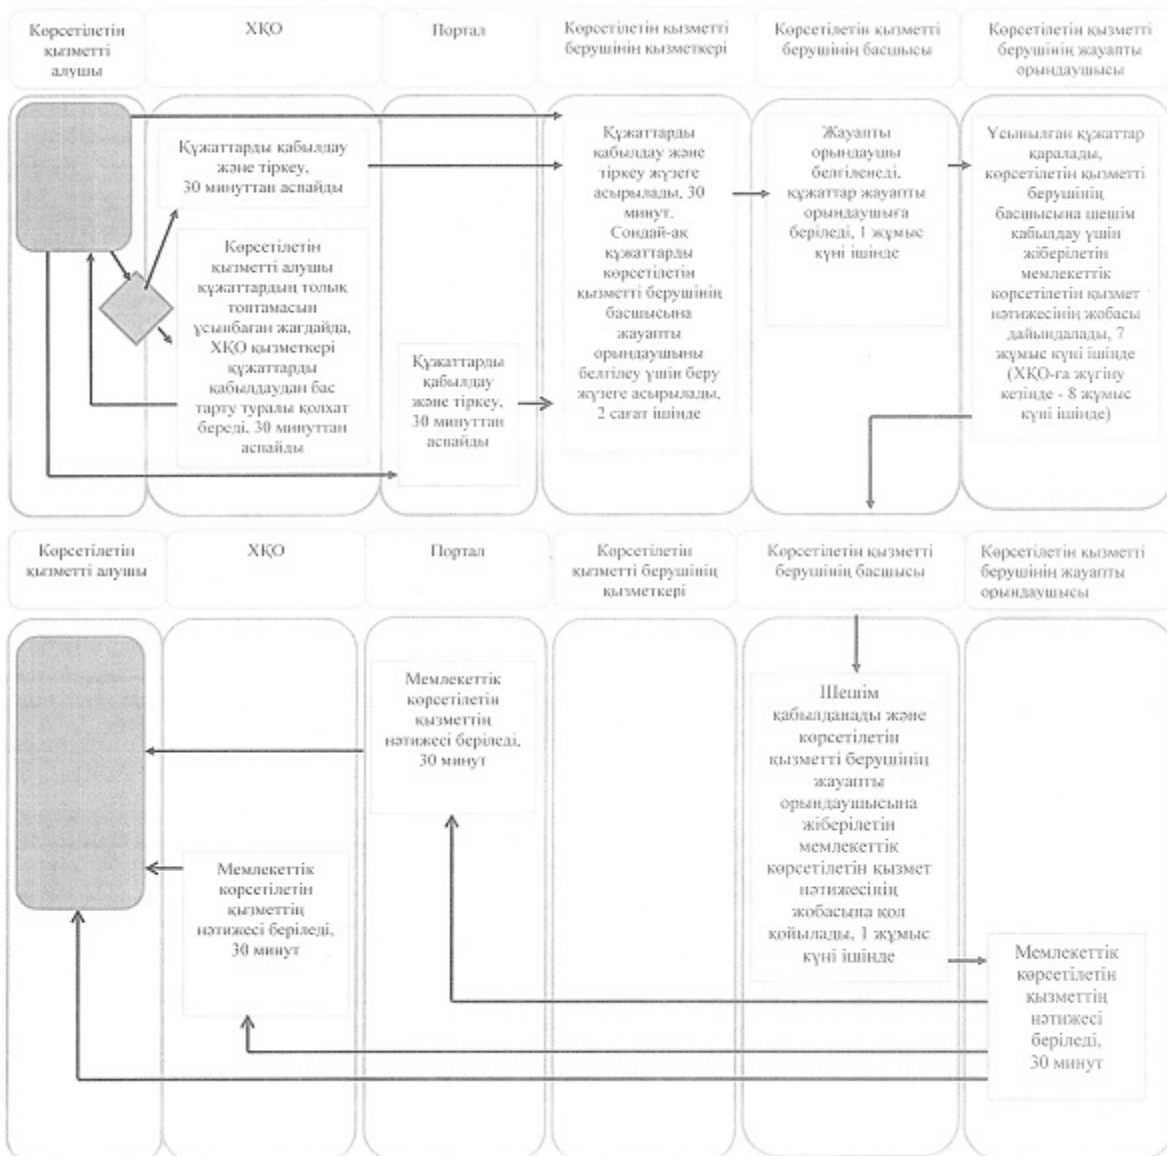 Көрсетілетін
қызметті
алушы
ХҚО
Портал
Көрсетілетін қызметті
берушінің қызметкері
Көрсетілетін қызметті
берушінің басшысы
Көрсетілетін қызметті
берушінің жауапты
орындаушысы
Құжаттарды қабылдау
және тіркеу,
30 минуттан аспайды
Көрсетілетін
қызметті алушы
құжаттардың толық
топтамасын
ұсынбаған жағдайда,
ХҚО қызметкері
құжаттарды
қабылдаудан бас
тарту туралы қолхат
береді, 30 минуттан
аспайды
Құжаттарды
қабылдау
және тіркеу,
30 минуттан
аспайды
Құжаттарды
қабылдау және
тіркеу жүзеге
асырылады, 30
минут.
Сондай-ақ
құжаттарды
көрсетілетін
қызметті берушінің
басшысына
жауапты
орындаушыны
белгілеу үшін беру
жүзеге асырылады,
2 сағат ішінде
Жауапты
орындаушы
белгіленеді,
құжаттар жауапты
орындаушыға
беріледі, 1 жұмыс
күні ішінде
Ұсынылған құжаттар
қаралады,
көрсетілетін қызметті
берушінің
басшысына шешім
қабылдау үшін
жіберілетін
мемлекеттік
көрсетілетін қызмет
нәтижесінің жобасы
дайындалады, 7
жұмыс күні ішінде
(ХҚО-ға жүгіну
кезінде - 8 жұмыс
күні ішінде)
Көрсетілетін
қызметті алушы
ХҚО
Портал
Көрсетілетін
қызметті берушінің
қызметкері
Көрсетілетін қызметті
берушінің басшысы
Көрсетілетін қызметті
берушінің жауапты
орындаушысы
Мемлекеттік
көрсетілетін
қызметтің
нәтижесі беріледі,
30 минут
Мемлекеттік
көрсетілетін
қызметтің
нәтижесі беріледі,
30 минут
Шешім
қабылданады және
көрсетілетін
қызметті берушінің
жауапты
орындаушысына
жіберілетін
мемлекеттік
көрсетілетін қызмет
нәтижесінің
жобасына қол
қойылады, 1 жұмыс
күні ішінде
Мемлекеттік
көрсетілетін
қызметтің
нәтижесі
беріледі,
30 минут